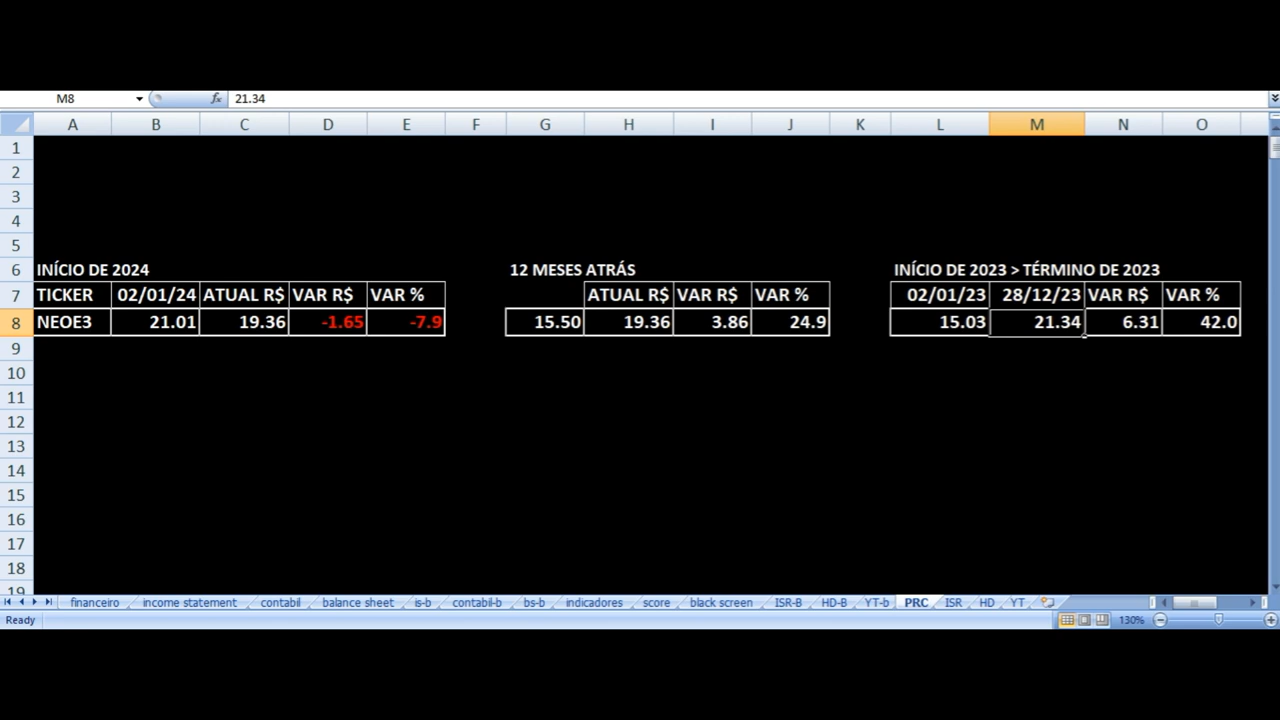 M8 fx 21.34
A B C D E F G H I J K L M N O
1
2
3
4
5
6 INÍCIO DE 2024 12 MESES ATRÁS INÍCIO DE 2023 > TÉRMINO DE 2023
7 TICKER 02/01/24 ATUAL R$ VAR R$ VAR % ATUAL R$ VAR R$ VAR % 02/01/23 28/12/23 VAR R$ VAR %
8 NEOE3 21.01 19.36 -1.65 -7.9 15.50 19.36 3.86 24.9 15.03 21.34 6.31 42.0
9
10
11
12
13
14
15
16
17
18
19
financeiro income statement contabil balance sheet is-b contabil-b bs-b indicadores score black screen ISR-B HD-B YT-b PRC ISR HD YT
Ready 130%